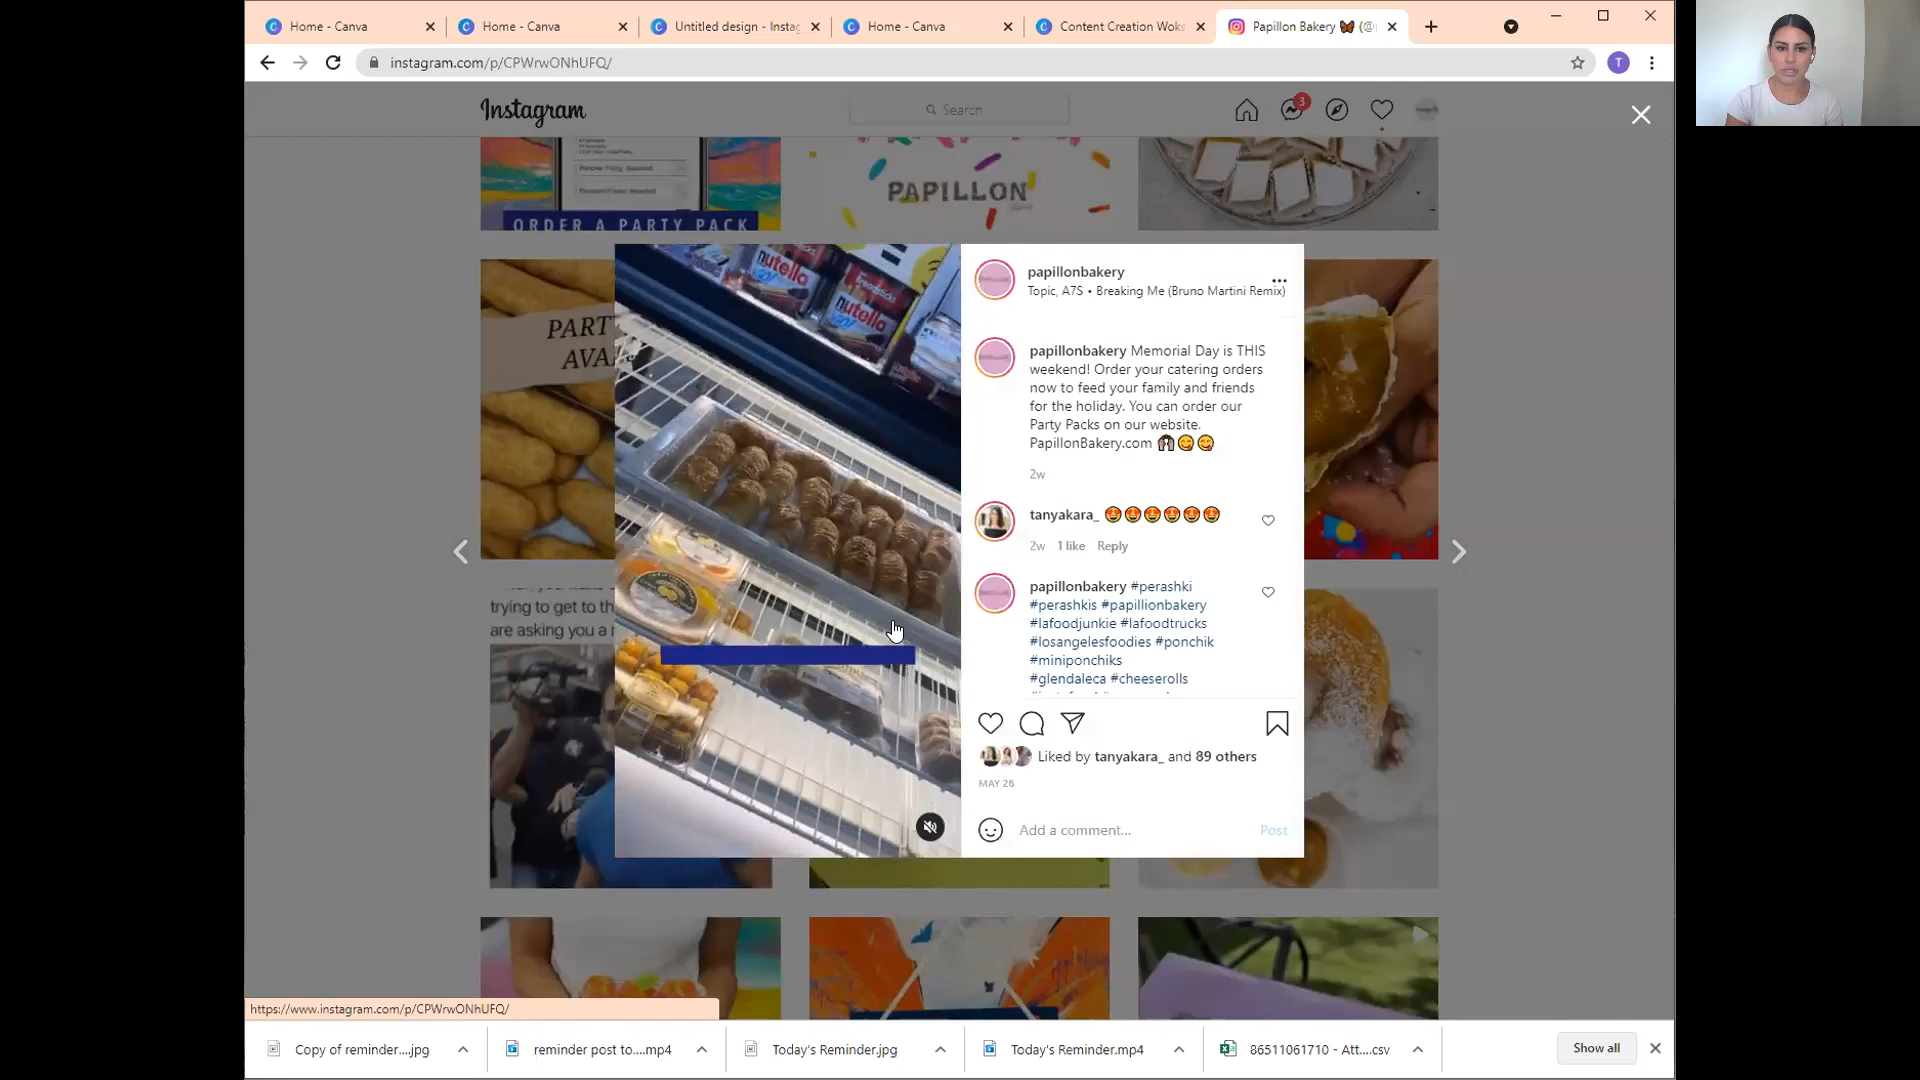 Home - Canva
Home - Canva
Untitled design - Instag
Home - Canva
Content Creation Woks
Papillon Bakery 🦋 (@
instagram.com/p/CPWrwONhUFQ/
T
Instagram
Search
3
ORDER A PARTY PACK
PAPILLON
nutella
nutella
PART
AVA
trying to get to th
are asking you a
papillonbakery
Topic, A7S • Breaking Me (Bruno Martini Remix)
papillonbakery Memorial Day is THIS
weekend! Order your catering orders
now to feed your family and friends
for the holiday. You can order our
Party Packs on our website.
PapillonBakery.com 🙌😋😋
2w
tanyakara_ 🤩🤩🤩🤩🤩🤩
2w 1 like Reply
papillonbakery #perashki
#perashkis #papillionbakery
#lafoodjunkie #lafoodtrucks
#losangelesfoodies #ponchik
#miniponchiks
#glendaleca #cheeserolls
Liked by tanyakara_ and 89 others
MAY 26
Add a comment...
Post
https://www.instagram.com/p/CPWrwONhUFQ/
Copy of reminder....jpg
reminder post to....mp4
Today's Reminder.jpg
Today's Reminder.mp4
86511061710 - Att....csv
Show all